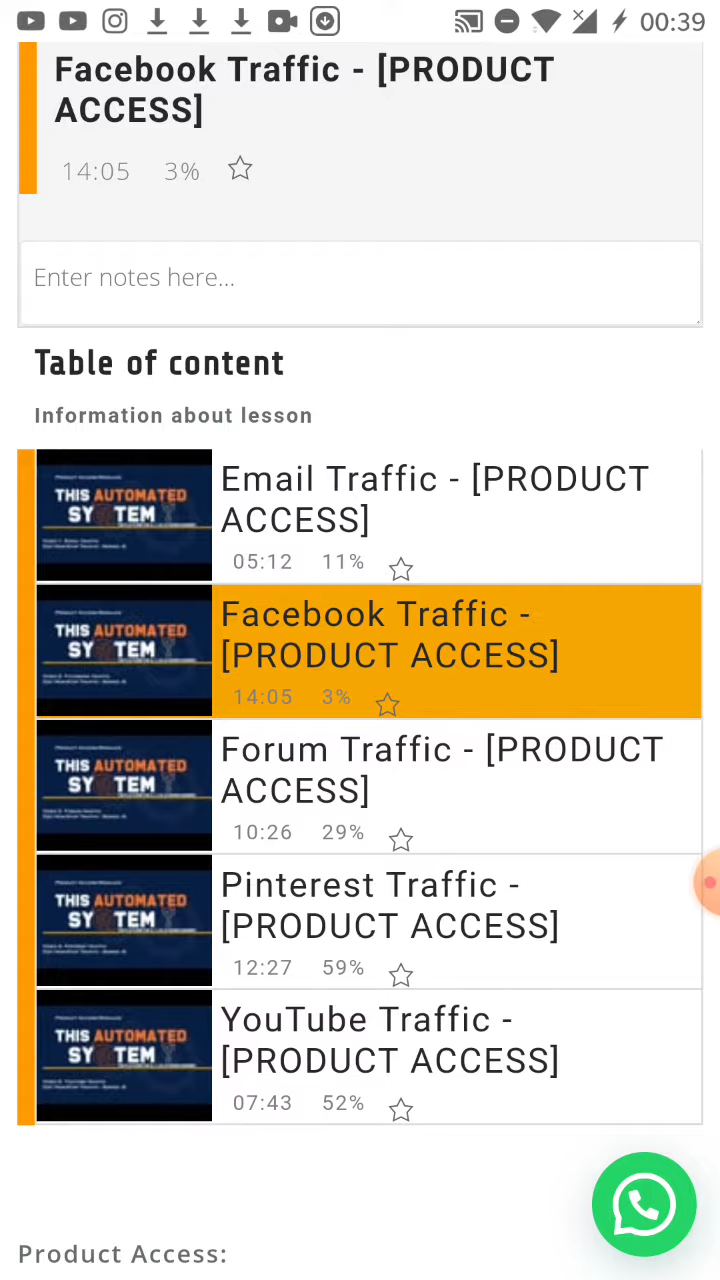 00:39
Facebook Traffic - [PRODUCT
ACCESS]
14:05 3%
Enter notes here...
Table of content
Information about lesson
THIS AUTOMATED
SY TEM
Email Traffic - [PRODUCT
ACCESS]
05:12 11%
THIS AUTOMATED
SY TEM
Facebook Traffic -
[PRODUCT ACCESS]
14:05 3%
THIS AUTOMATED
SY TEM
Forum Traffic - [PRODUCT
ACCESS]
10:26 29%
THIS AUTOMATED
SY TEM
Pinterest Traffic -
[PRODUCT ACCESS]
12:27 59%
THIS AUTOMATED
SY TEM
YouTube Traffic -
[PRODUCT ACCESS]
07:43 52%
Product Access: